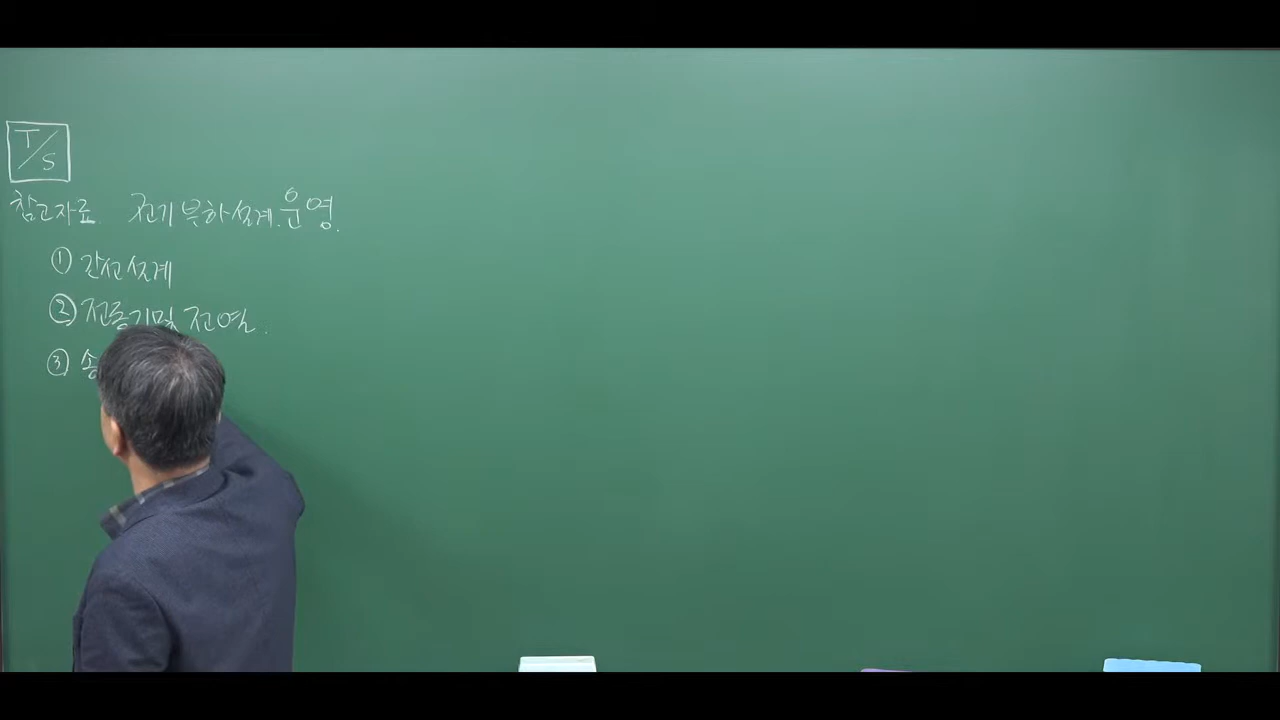 T/S
참고자료 전기부하설계.운영.
① 간선설계
② 전동기및 전열.
③ 송